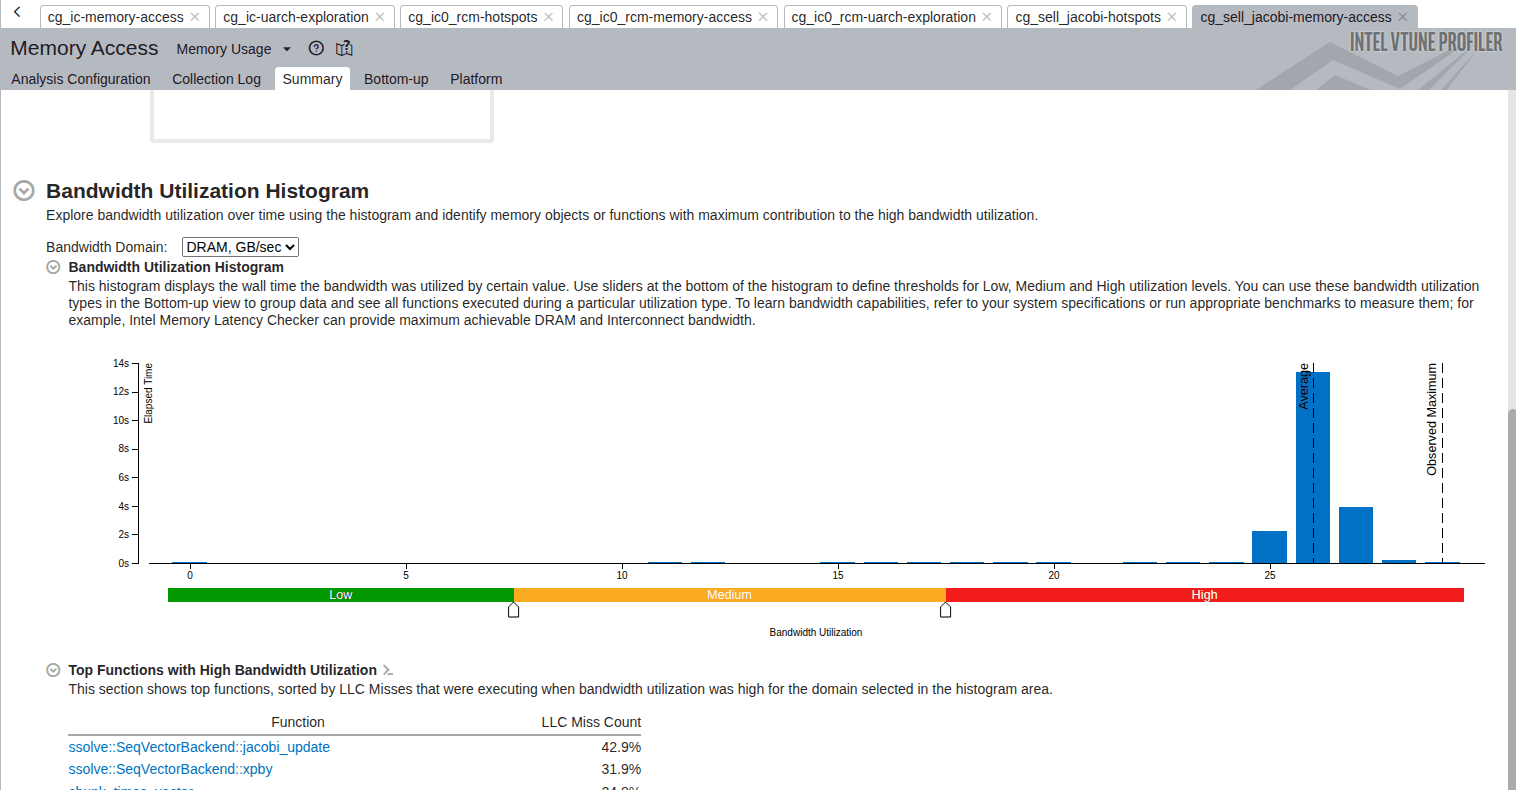 cg_ic-memory-access
cg_ic-uarch-exploration
cg_ic0_rcm-hotspots
cg_ic0_rcm-memory-access
cg_ic0_rcm-uarch-exploration
cg_sell_jacobi-hotspots
cg_sell_jacobi-memory-access
Memory Access
Memory Usage
INTEL VTUNE PROFILER
Analysis Configuration
Collection Log
Summary
Bottom-up
Platform
Bandwidth Utilization Histogram
Explore bandwidth utilization over time using the histogram and identify memory objects or functions with maximum contribution to the high bandwidth utilization.
Bandwidth Domain: DRAM, GB/sec
Bandwidth Utilization Histogram
This histogram displays the wall time the bandwidth was utilized by certain value. Use sliders at the bottom of the histogram to define thresholds for Low, Medium and High utilization levels. You can use these bandwidth utilization
types in the Bottom-up view to group data and see all functions executed during a particular utilization type. To learn bandwidth capabilities, refer to your system specifications or run appropriate benchmarks to measure them; for
example, Intel Memory Latency Checker can provide maximum achievable DRAM and Interconnect bandwidth.
14s
12s
10s
8s
6s
4s
2s
0s
Elapsed Time
Average
Observed Maximum
0 5 10 15 20 25
Low Medium High
Bandwidth Utilization
Top Functions with High Bandwidth Utilization
This section shows top functions, sorted by LLC Misses that were executing when bandwidth utilization was high for the domain selected in the histogram area.
Function LLC Miss Count
ssolve::SeqVectorBackend::jacobi_update 42.9%
ssolve::SeqVectorBackend::xpby 31.9%